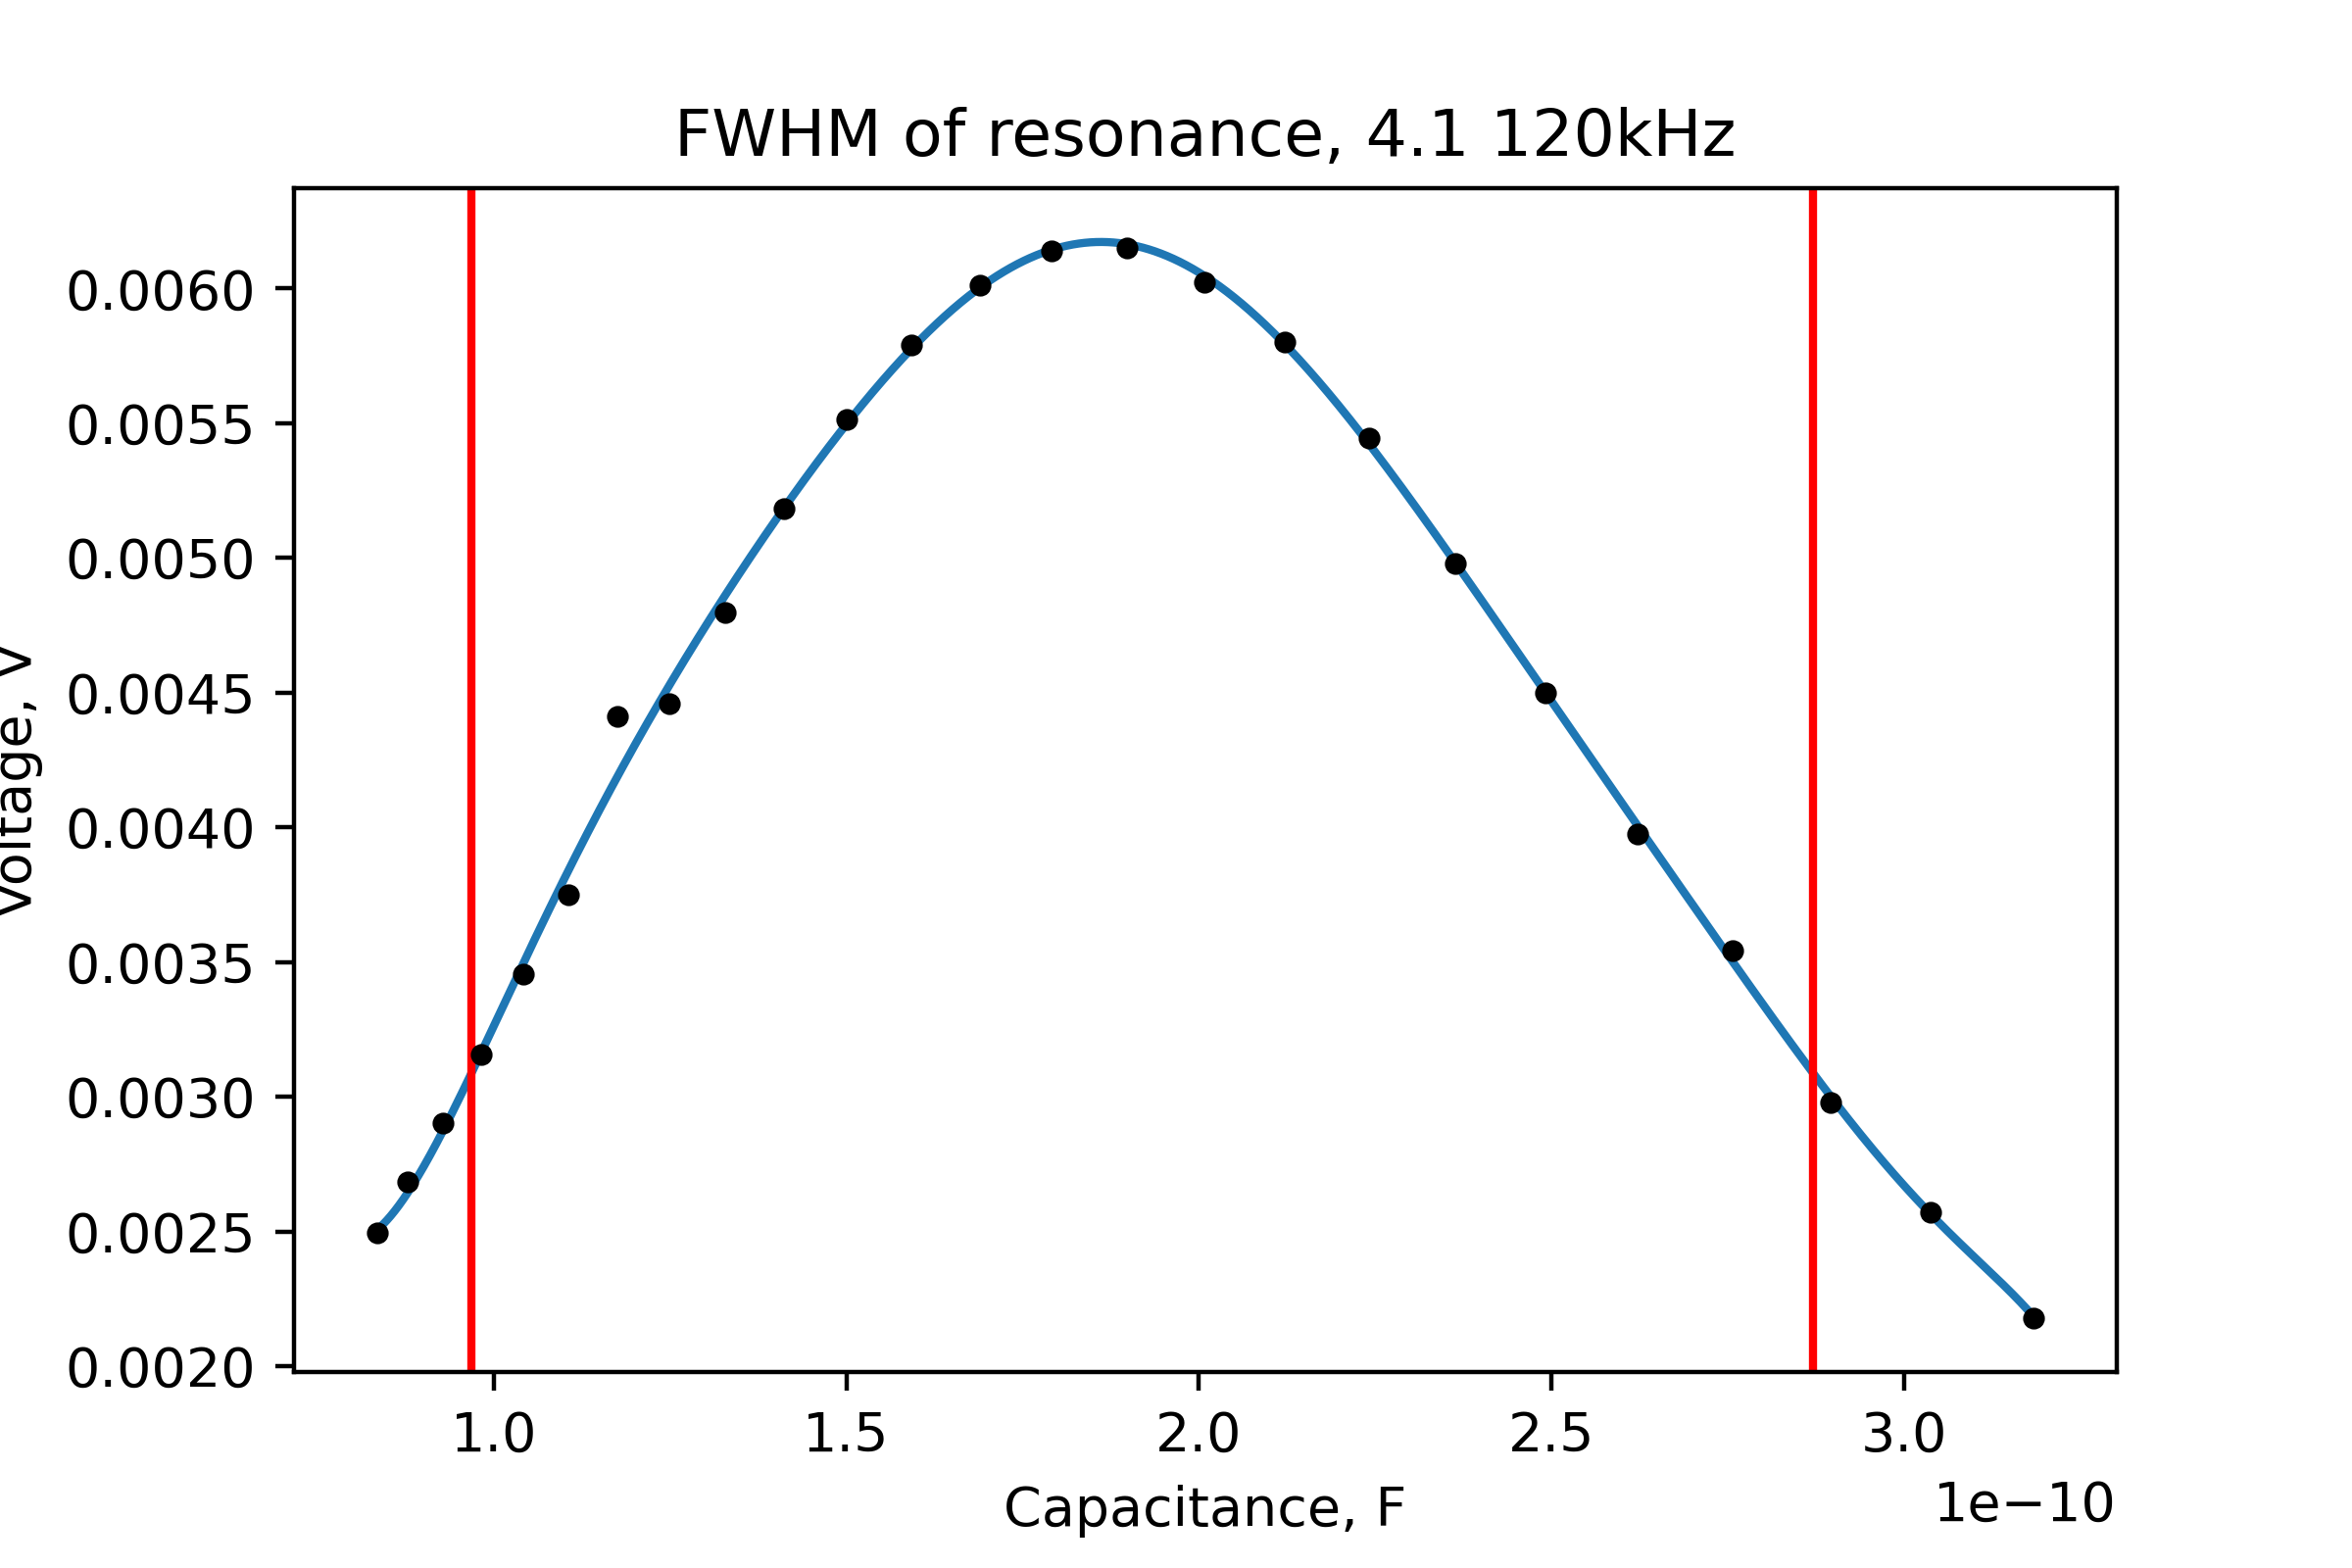 FWHM of resonance, 4.1 120kHz
0.0060
0.0055
0.0050
0.0045
0.0040
0.0035
0.0030
0.0025
0.0020
Voltage, V
1.0 1.5 2.0 2.5 3.0
Capacitance, F
1e−10